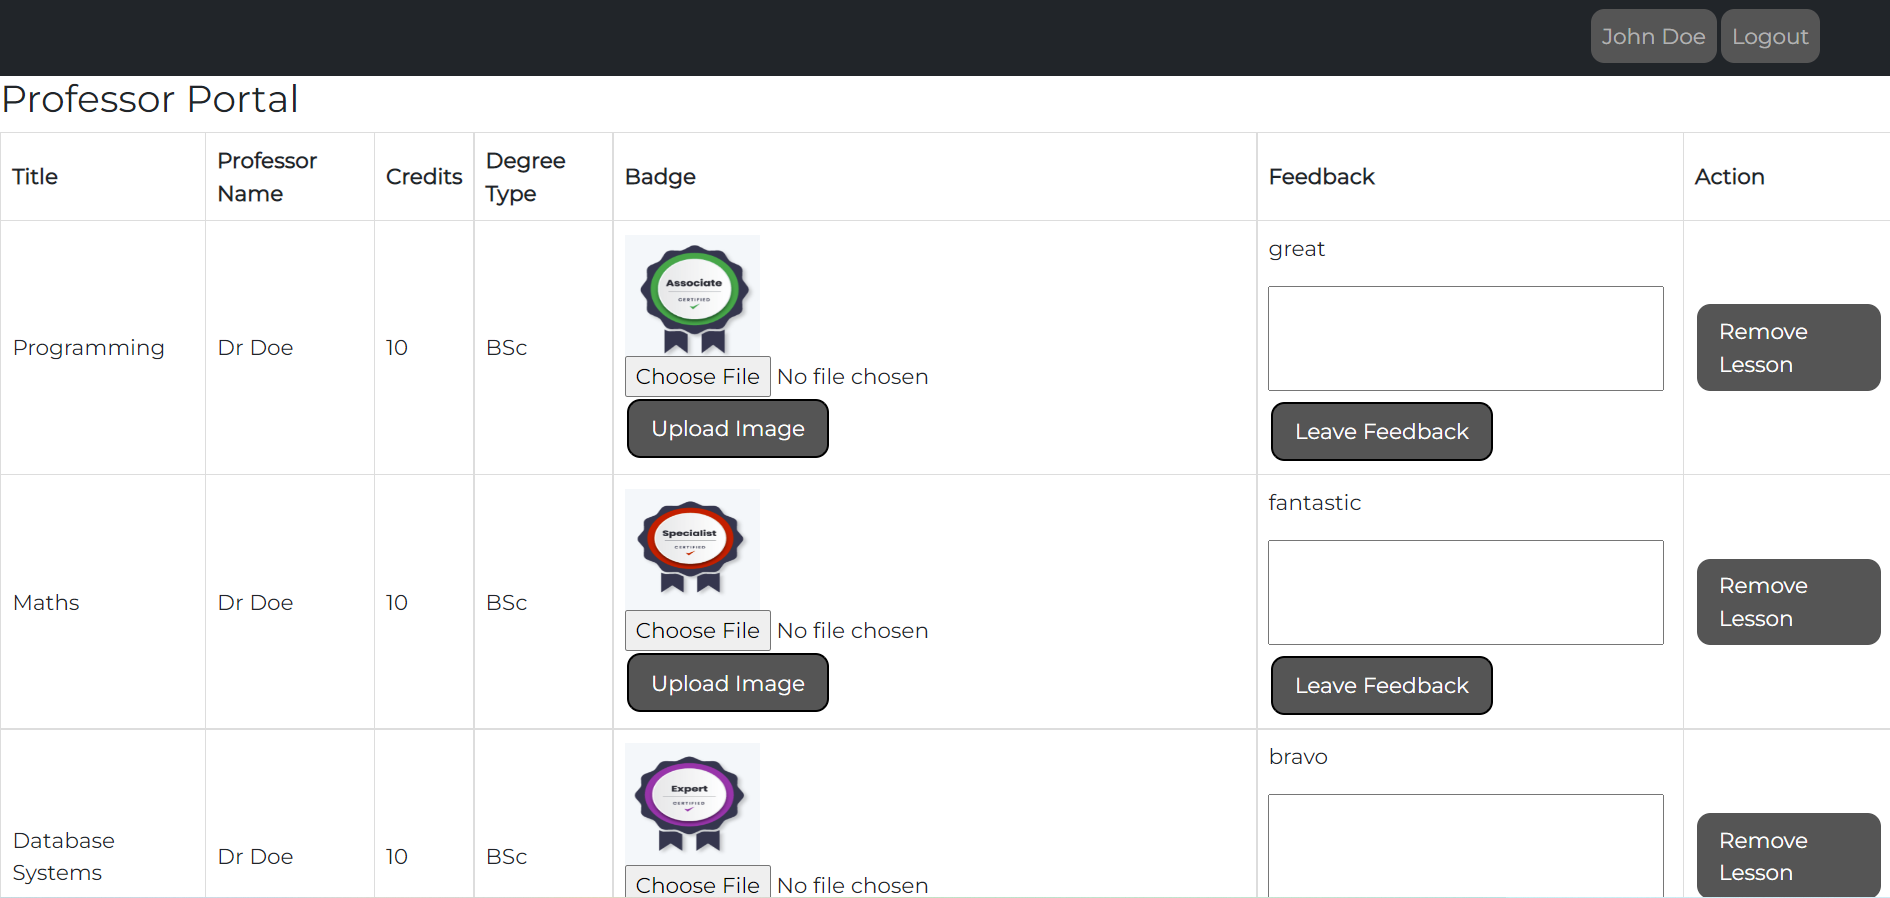 John Doe Logout
Professor Portal
Title Professor Name Credits Degree Type Badge Feedback Action
Programming Dr Doe 10 BSc
Associate
CERTIFIED
Choose File No file chosen
Upload Image
great
Leave Feedback
Remove
Lesson
Maths Dr Doe 10 BSc
Specialist
CERTIFIED
Choose File No file chosen
Upload Image
fantastic
Leave Feedback
Remove
Lesson
Database
Systems
Dr Doe 10 BSc
Expert
CERTIFIED
Choose File No file chosen
bravo
Remove
Lesson